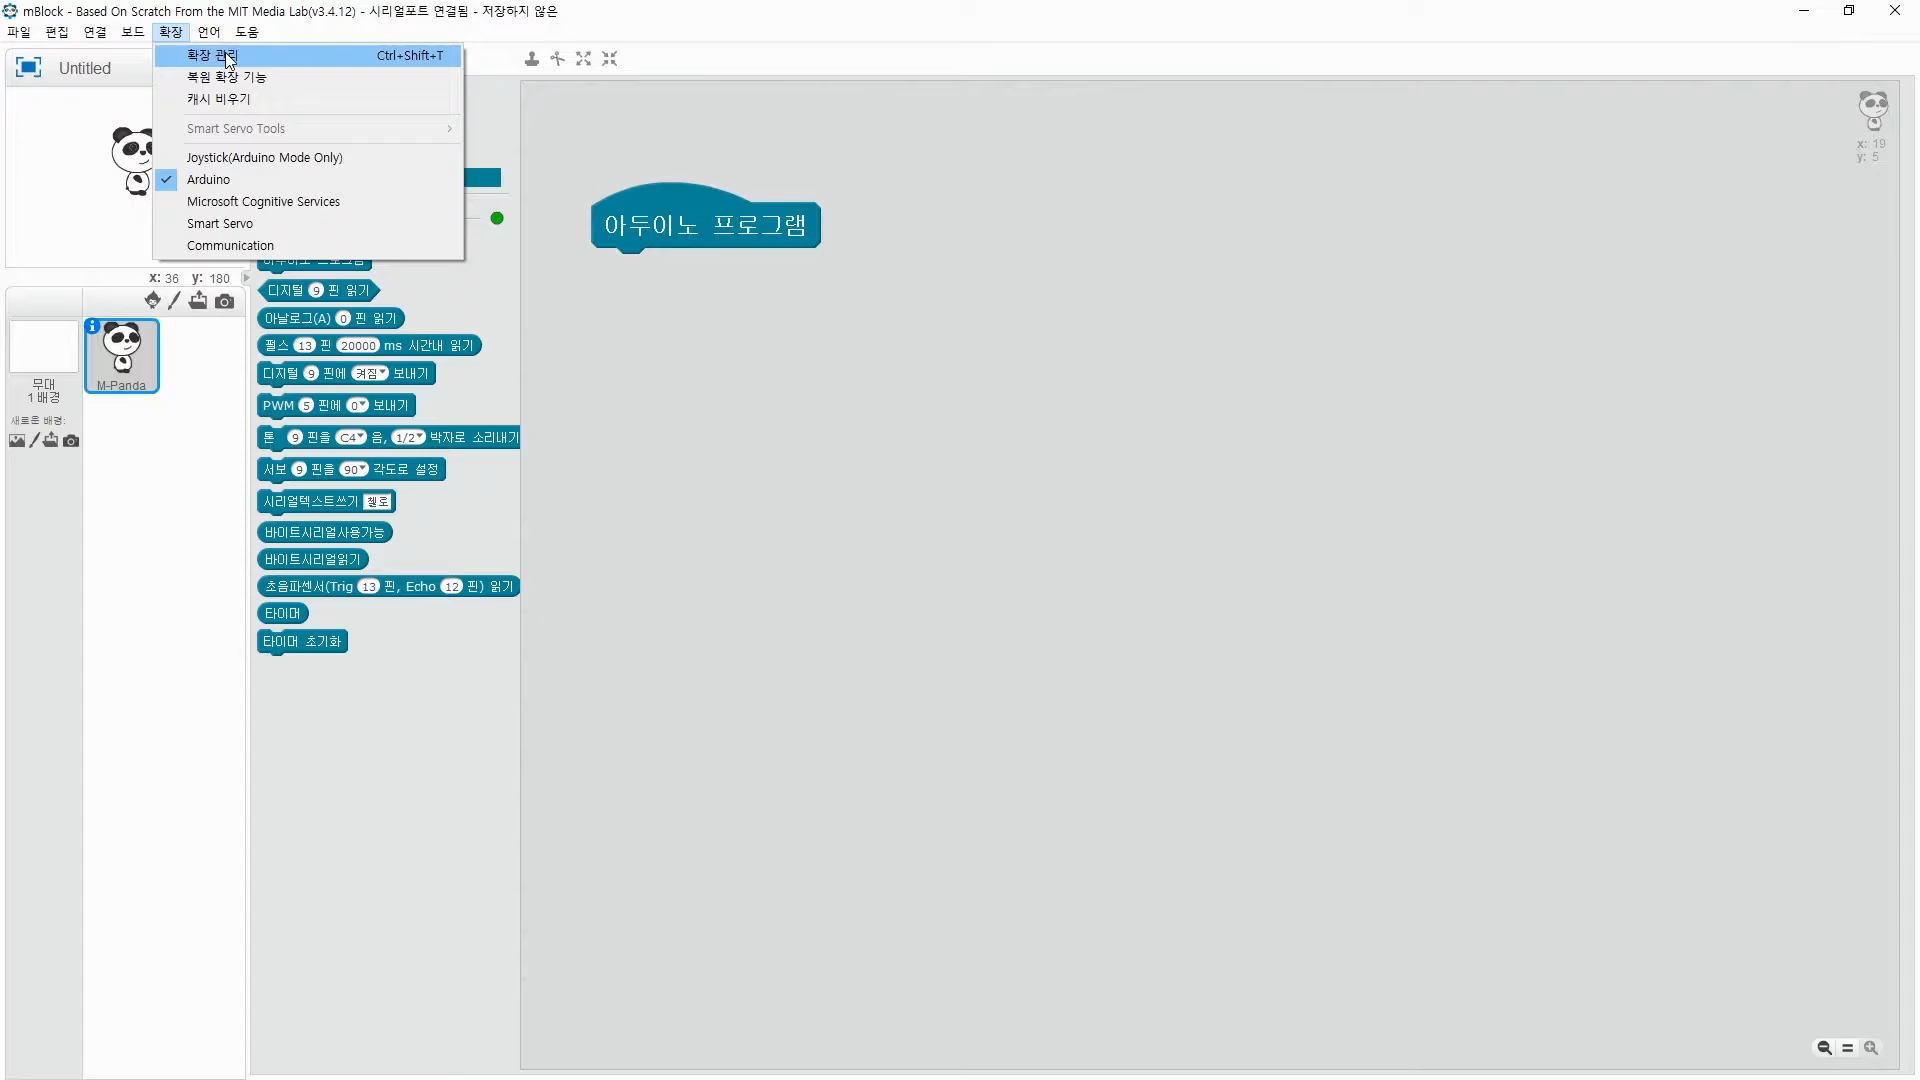 mBlock - Based On Scratch From the MIT Media Lab(v3.4.12) - 시리얼포트 연결됨 - 저장하지 않은
파일 편집 연결 보드 확장 언어 도움
Untitled
확장 관리 Ctrl+Shift+T
복원 확장 기능
캐시 비우기
Smart Servo Tools
Joystick(Arduino Mode Only)
Arduino
Microsoft Cognitive Services
Smart Servo
Communication
x: 36 y: 180
M-Panda
무대
1 배경
새로운 배경:
아두이노 프로그램
디지털 9 핀 읽기
아날로그(A) 0 핀 읽기
펄스 13 핀 20000 ms 시간내 읽기
디지털 9 핀에 켜짐 보내기
PWM 5 핀에 0 보내기
톤 9 핀을 C4 음, 1/2 박자로 소리내기
서보 9 핀을 90 각도로 설정
시리얼텍스트쓰기 헬로
바이트시리얼사용가능
바이트시리얼읽기
초음파센서(Trig 13 핀, Echo 12 핀) 읽기
타이머
타이머 초기화
아두이노 프로그램
x: 19
y: 5